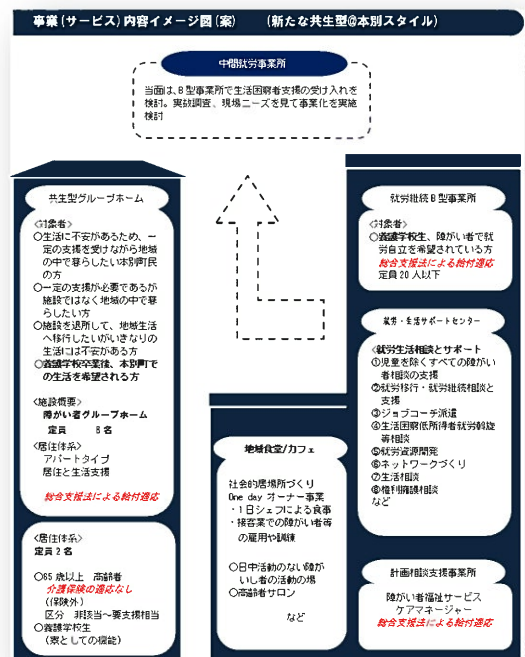 事業(サービス)内容イメージ図(案)　(新たな共生型@本別スタイル)
中間就労事業所
当面は、B型事業所で生活困窮者支援の受け入れを
検討。実数調査、現場ニーズを見て事業化を実施
検討
共生型グループホーム
<対象者>
○生活に不安があるため、一
定の支援を受けながら地域
の中で暮らしたい本別町民
の方
○一定の支援が必要であるが
施設ではなく地域の中で暮
らしたい方
○施設を退所して、地域生活
へ移行したいがいきなりの
生活には不安がある方
○養護学校卒業後、本別町で
の生活を希望される方
<施設概要>
障がい者グループホーム
定員　8名
<居住体系>
アパートタイプ
居住と生活支援
総合支援法による給付適応
<居住体系>
定員2名
○65歳以上　高齢者
介護保険の適応なし
(保険外)
区分　非該当～要支援相当
○養護学校生
(寮としての機能)
地域食堂/カフェ
社会的居場所づくり
One day オーナー事業
・1日シェフによる食事
・接客業での障がい者等
の雇用や訓練
○日中活動のない障が
いし者の活動の場
○高齢者サロン
など
就労継続B型事業所
<対象者>
○養護学校生、障がい者で就
労自立を希望されている方
総合支援法による給付適応
定員20人以下
就労・生活サポートセンター
<就労生活相談とサポート
①児童を除くすべての障がい
者相談の支援
②就労移行・就労継続相談と
支援
③ジョブコーチ派遣
④生活困窮低所得者就労斡旋
等相談
⑤就労資源開発
⑥ネットワークづくり
⑦生活相談
⑧権利擁護相談
など
計画相談支援事業所
障がい者福祉サービス
ケアマネージャー
総合支援法による給付適応